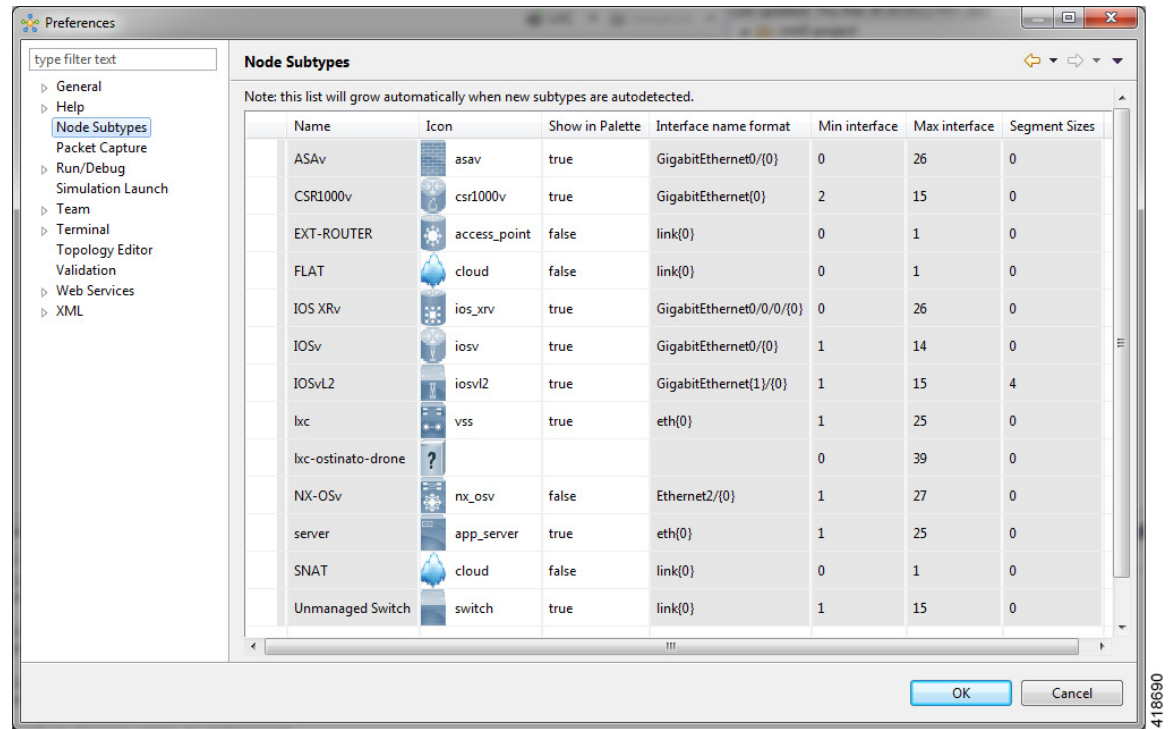 Preferences
type filter text
General
Help
Node Subtypes
Packet Capture
Run/Debug
Simulation Launch
Team
Terminal
Topology Editor
Validation
Web Services
XML
Node Subtypes
Note: this list will grow automatically when new subtypes are autodetected.
Name Icon Show in Palette Interface name format Min interface Max interface Segment Sizes
ASAv asav true GigabitEthernet0/{0} 0 26 0
CSR1000v csr1000v true GigabitEthernet{0} 2 15 0
EXT-ROUTER access_point false link{0} 0 1 0
FLAT cloud false link{0} 0 1 0
IOS XRv ios_xrv true GigabitEthernet0/0/0/{0} 0 26 0
IOSv iosv true GigabitEthernet0/{0} 1 14 0
IOSvL2 iosvl2 true GigabitEthernet{1}/{0} 1 15 4
lxc vss true eth{0} 1 25 0
lxc-ostinato-drone ? 0 39 0
NX-OSv nx_osv false Ethernet2/{0} 1 27 0
server app_server true eth{0} 1 25 0
SNAT cloud false link{0} 0 1 0
Unmanaged Switch switch true link{0} 1 15 0
OK Cancel
418690